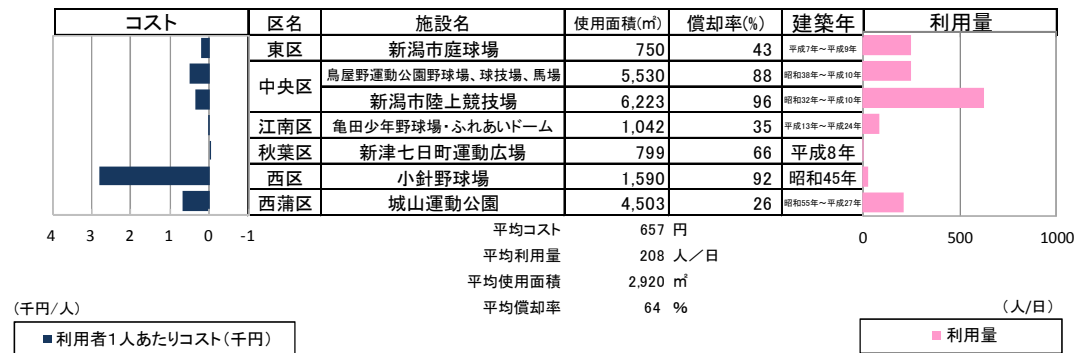 コスト 区名 施設名 使用面積(㎡) 償却率(%) 建築年 利用量
東区 新潟市庭球場 750 43 平成7年～平成9年
中央区 鳥屋野運動公園野球場、球技場、馬場 5,530 88 昭和38年～平成10年
新潟市陸上競技場 6,223 96 昭和32年～平成10年
江南区 亀田少年野球場・ふれあいドーム 1,042 35 平成13年～平成24年
秋葉区 新津七日町運動広場 799 66 平成8年
西区 小針野球場 1,590 92 昭和45年
西蒲区 城山運動公園 4,503 26 昭和55年～平成27年
4 3 2 1 0 -1 0 500 1000
平均コスト 657 円
平均利用量 208 人／日
平均使用面積 2,920 ㎡
平均償却率 64 %
(千円/人) (人/日)
利用者1人あたりコスト(千円) 利用量